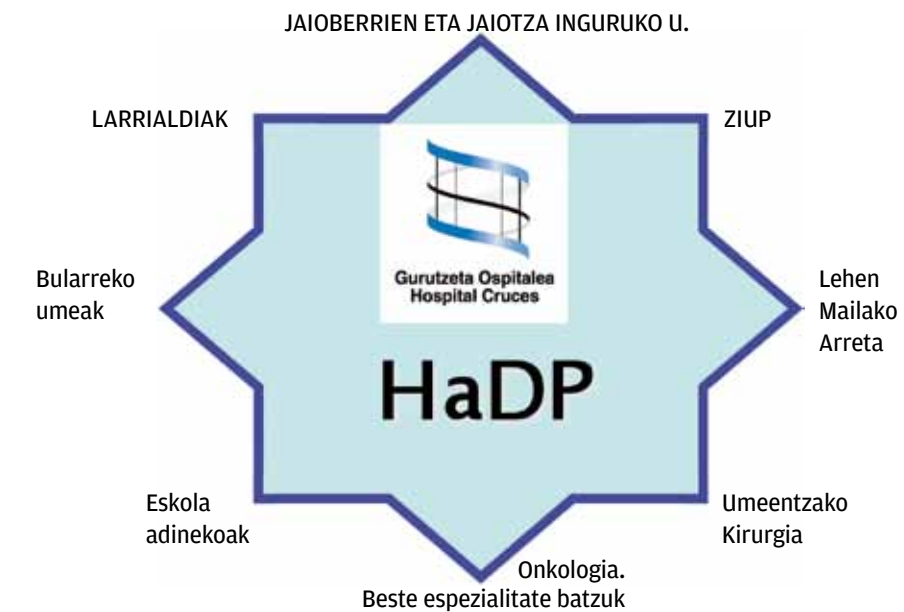 JAIOBERRIEN ETA JAIOTZA INGURUKO U.
LARRIALDIAK
ZIUP
Gurutzeta Ospitalea
Hospital Cruces
Bularreko
umeak
Lehen
Mailako
Arreta
HaDP
Eskola
adinekoak
Umeentzako
Kirurgia
Onkologia.
Beste espezialitate batzuk